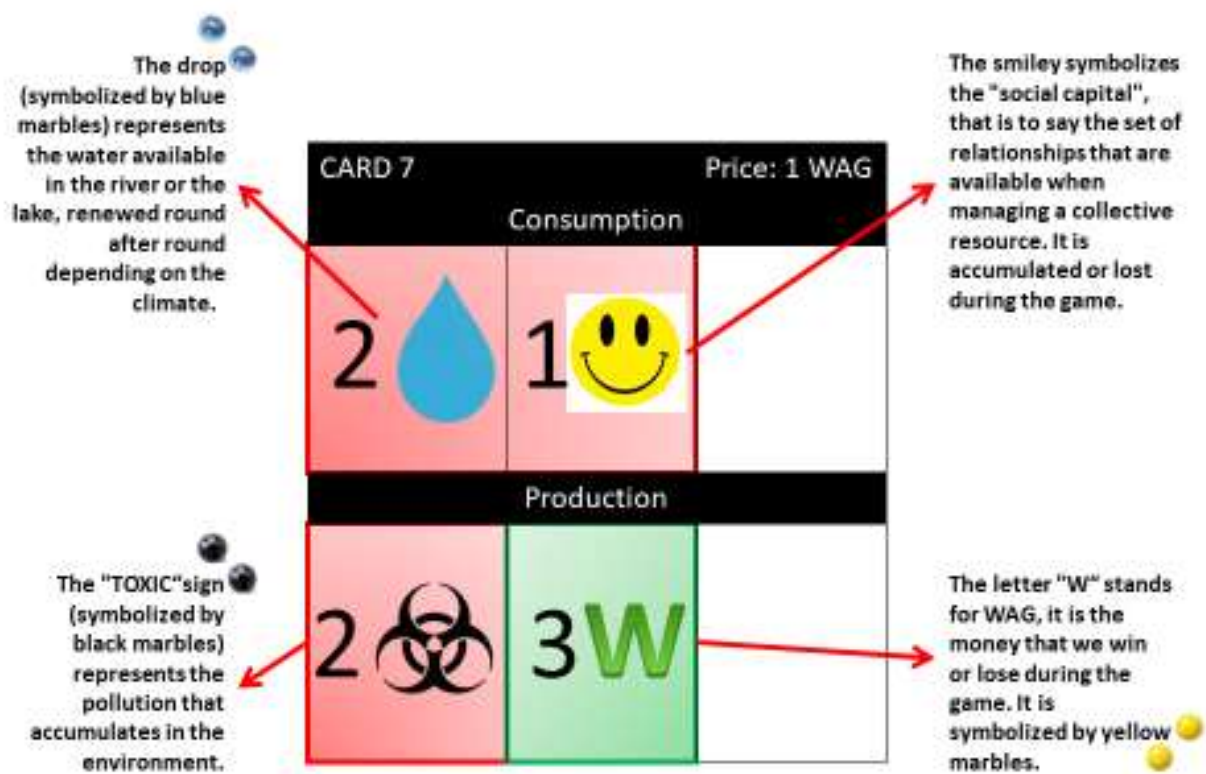 The drop
(symbolized by blue
marbles) represents
the water available
in the river or the
lake, renewed round
after round
depending on the
climate.
The smiley symbolizes
the "social capital",
that is to say the set of
relationships that are
available when
managing a collective
resource. It is
accumulated or lost
during the game.
CARD 7 Price: 1 WAG
Consumption
2 1
Production
2 3 W
The "TOXIC"sign
(symbolized by
black marbles)
represents the
pollution that
accumulates in the
environment.
The letter "W" stands
for WAG, it is the
money that we win
or lose during the
game. It is
symbolized by yellow
marbles.